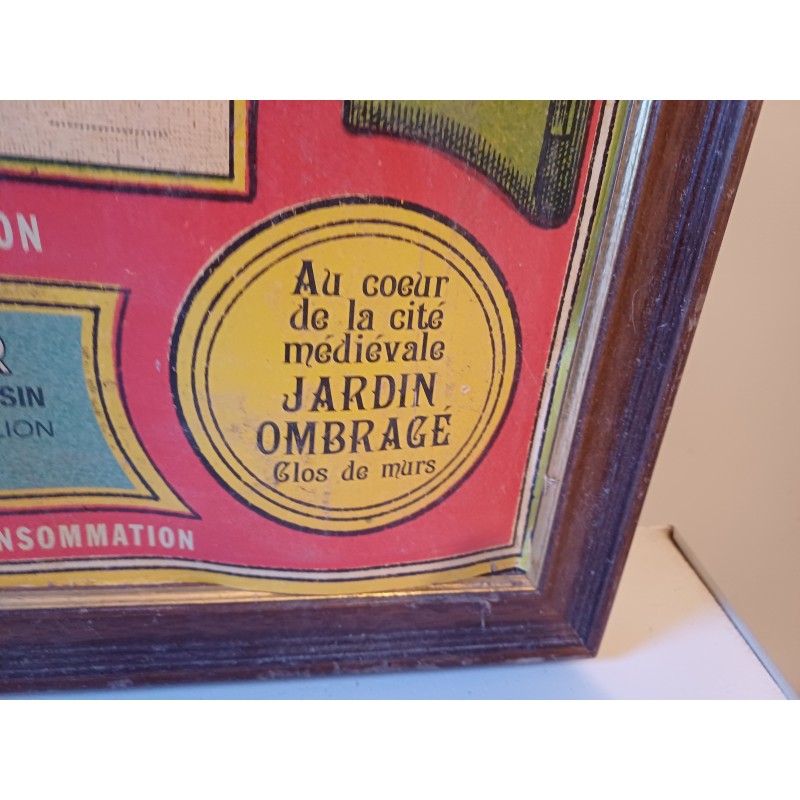 ON
R
SIN
LION
NSOMMATION
Au coeur
de la cité
médiévale
JARDIN
OMBRAGÉ
Clos de murs